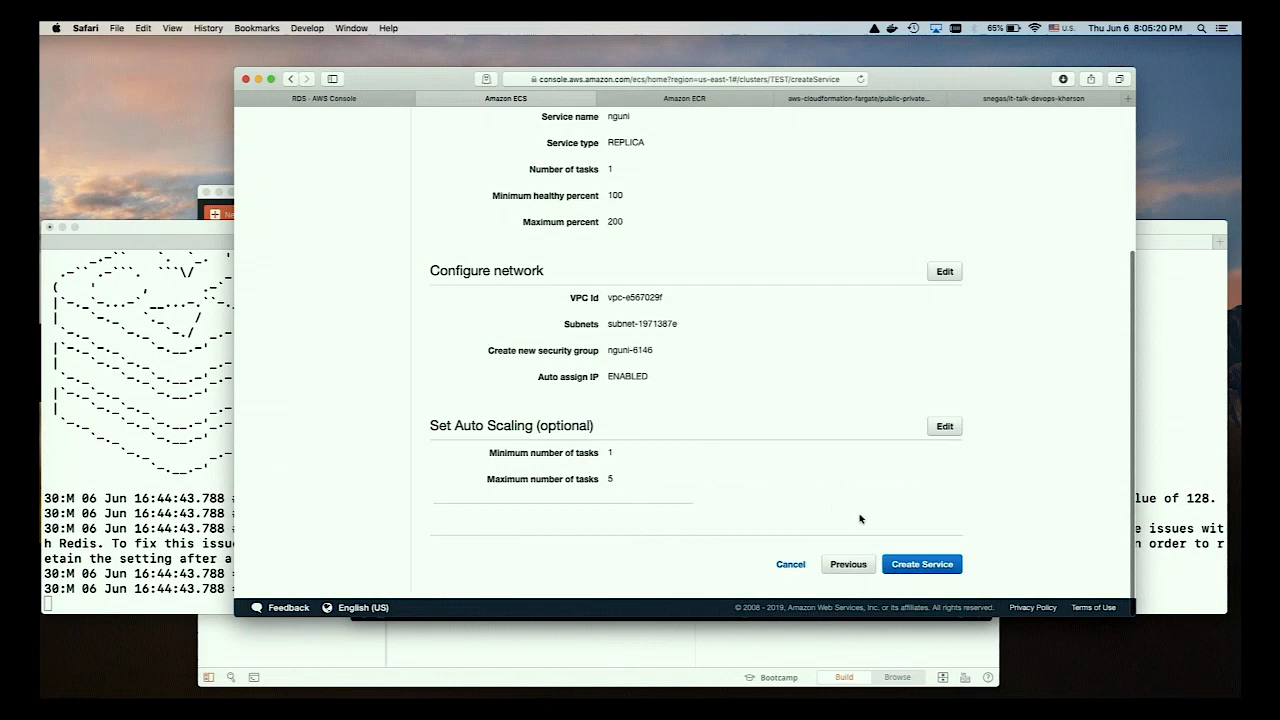 Safari File Edit View History Bookmarks Develop Window Help
65% U.S. Thu Jun 6 8:05:20 PM
console.aws.amazon.com/ecs/home?region=us-east-1#/clusters/TEST/createService
RDS - AWS Console Amazon ECS Amazon ECR aws-cloudformation-fargate/public-private... snegas/it-talk-devops-kherson
Service name nguni
Service type REPLICA
Number of tasks 1
Minimum healthy percent 100
Maximum percent 200
Configure network Edit
VPC Id vpc-e567029f
Subnets subnet-1971387e
Create new security group nguni-6146
Auto assign IP ENABLED
Set Auto Scaling (optional) Edit
Minimum number of tasks 1
Maximum number of tasks 5
Cancel Previous Create Service
Feedback English (US) © 2008 - 2019, Amazon Web Services, Inc. or its affiliates. All rights reserved. Privacy Policy Terms of Use
30:M 06 Jun 16:44:43.788 # lue of 128.
30:M 06 Jun 16:44:43.788 #
30:M 06 Jun 16:44:43.788 # e issues wit
h Redis. To fix this issu n order to r
etain the setting after a
30:M 06 Jun 16:44:43.788
30:M 06 Jun 16:44:43.788
Bootcamp Build Browse